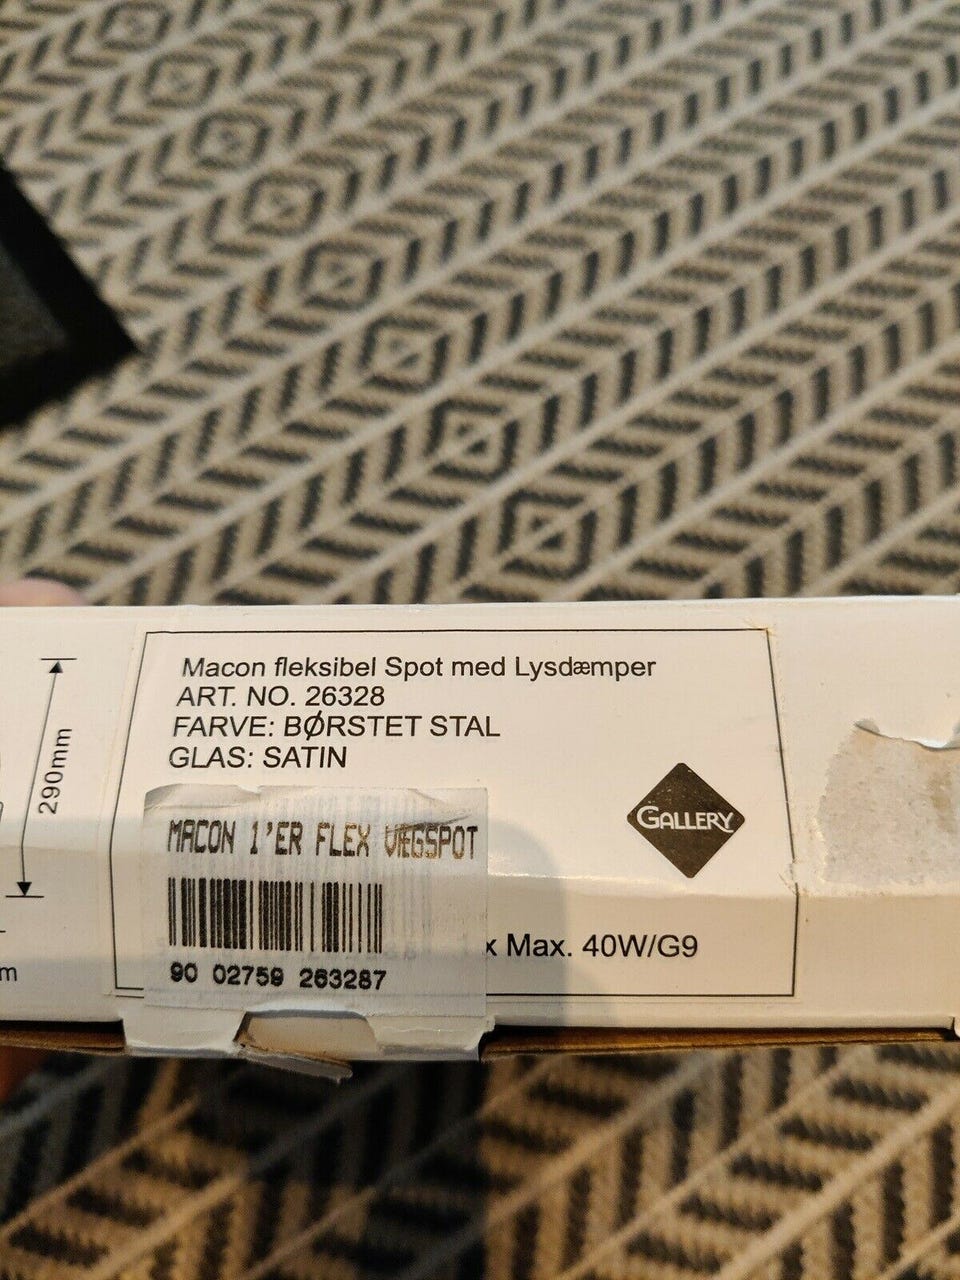 Macon fleksibel Spot med Lysdæmper
ART. NO. 26328
FARVE: BØRSTET STAL
GLAS: SATIN
290mm
MACON 1'ER FLEX VÆGSPOT
GALLERY
x Max. 40W/G9
90 02759 263287
m